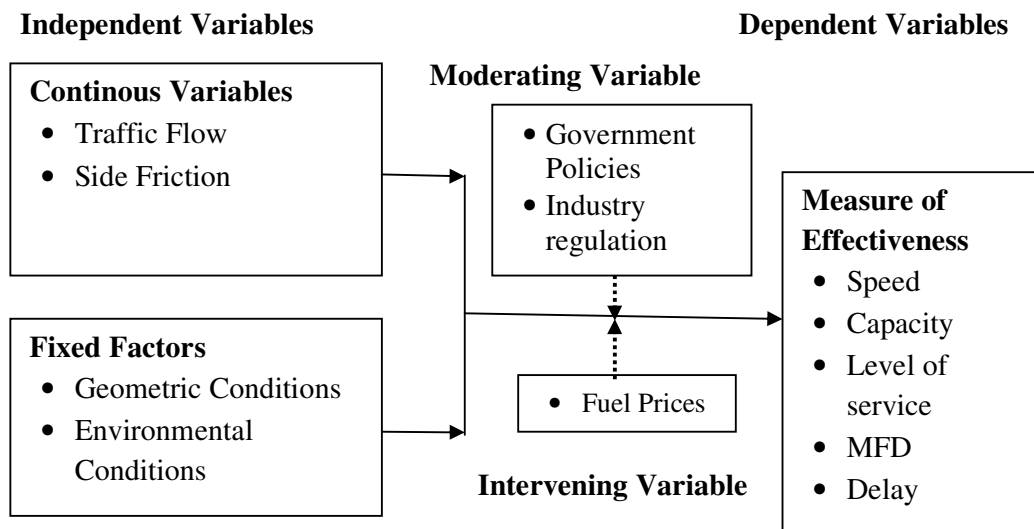 Independent Variables
Continous Variables
• Traffic Flow
• Side Friction
Fixed Factors
• Geometric Conditions
• Environmental
Conditions
Moderating Variable
• Government
Policies
• Industry
regulation
• Fuel Prices
Intervening Variable
Dependent Variables
Measure of
Effectiveness
• Speed
• Capacity
• Level of
service
• MFD
• Delay